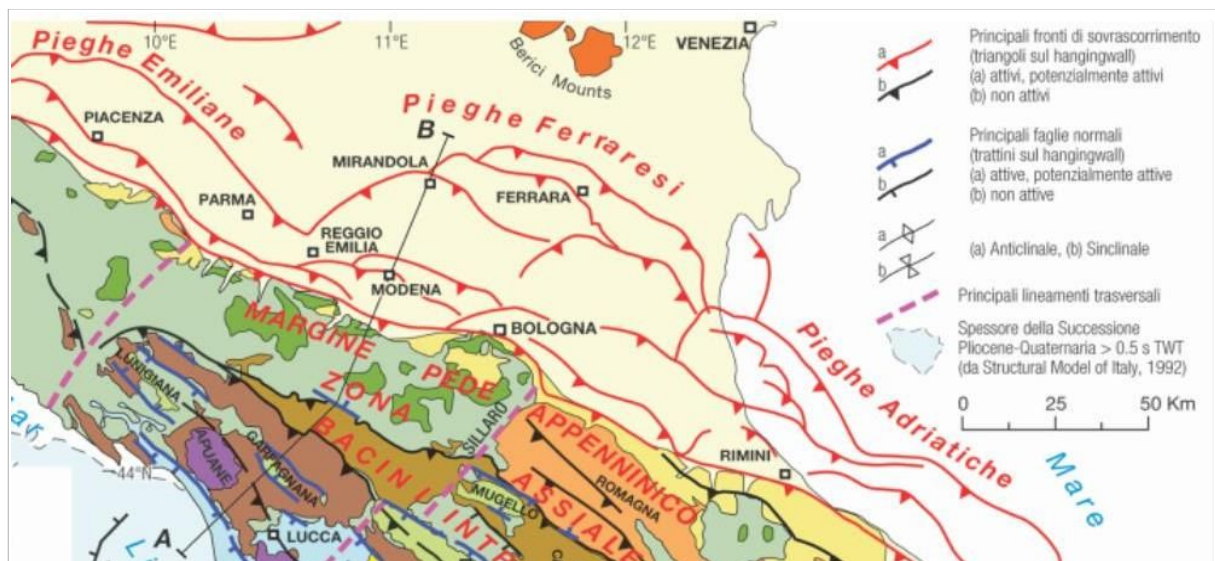 10°E
11°E
12°E
VENEZIA
Berici Mounts
Pieghe Emiliane
Pieghe Ferraresi
PIACENZA
B
MIRANDOLA
FERRARA
PARMA
REGGIO
EMILIA
MODENA
BOLOGNA
MARGINE PEDE APPENNINICO
ZONA ASSIALE
BACINI INTR
Pieghe Adriatiche
LUNIGIANA
APUANE
GARFAGNANA
SILLARO
MUGELLO
ROMAGNA
RIMINI
44°N
LUCCA
A
Mare
a
b
Principali fronti di sovrascorrimento
(triangoli sul hangingwall)
(a) attivi, potenzialmente attivi
(b) non attivi
a
b
Principali faglie normali
(trattini sul hangingwall)
(a) attive, potenzialmente attive
(b) non attive
a
b
(a) Anticlinale, (b) Sinclinale
Principali lineamenti trasversali
Spessore della Successione
Pliocene-Quaternaria > 0.5 s TWT
(da Structural Model of Italy, 1992)
0 25 50 Km